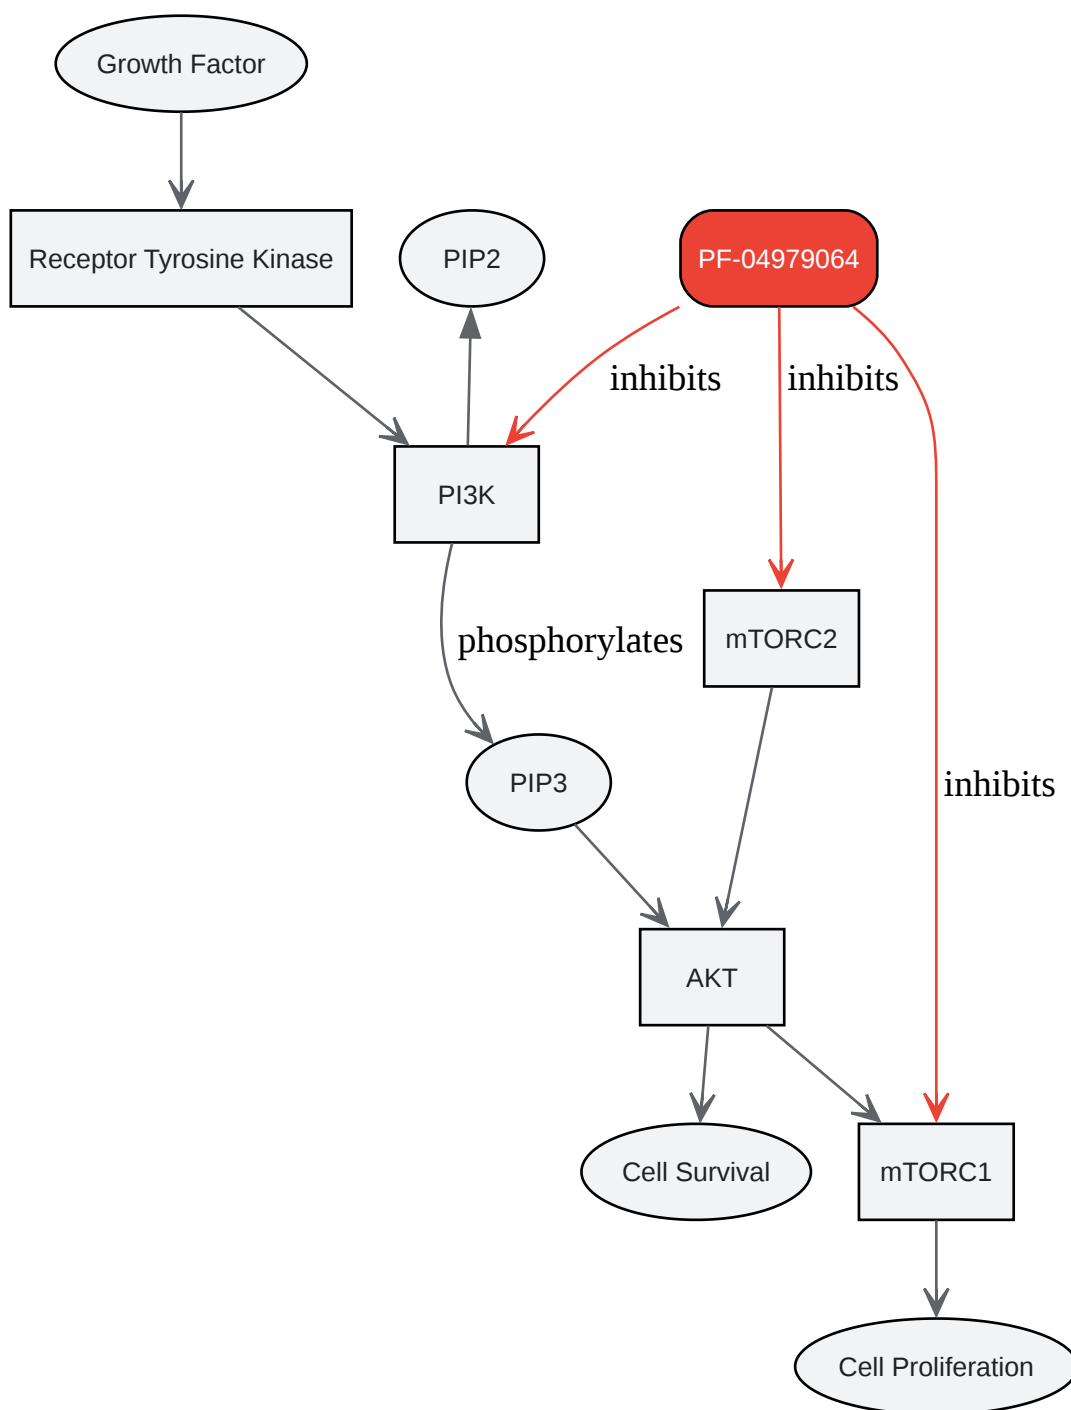 Growth Factor
Receptor Tyrosine Kinase
PIP2
PF-04979064
inhibits
inhibits
PI3K
phosphorylates
mTORC2
PIP3
inhibits
AKT
Cell Survival
mTORC1
Cell Proliferation